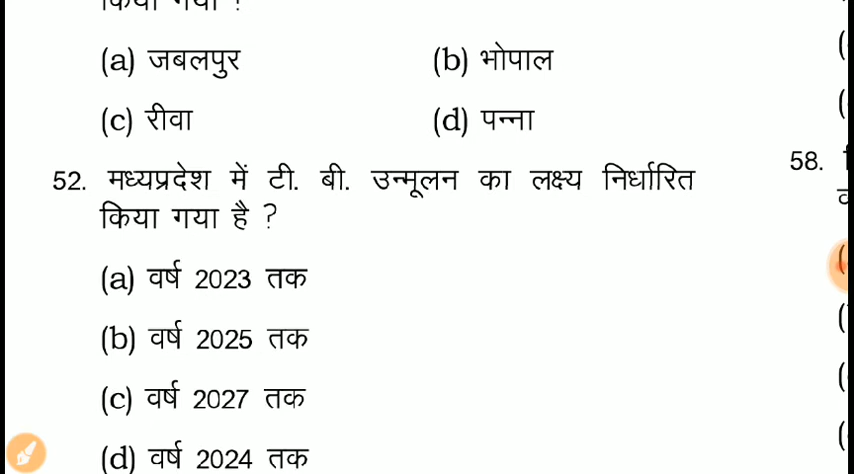 किया गया ?
(a) जबलपुर (b) भोपाल
(c) रीवा (d) पन्ना
52. मध्यप्रदेश में टी. बी. उन्मूलन का लक्ष्य निर्धारित
किया गया है ?
(a) वर्ष 2023 तक
(b) वर्ष 2025 तक
(c) वर्ष 2027 तक
(d) वर्ष 2024 तक
58.